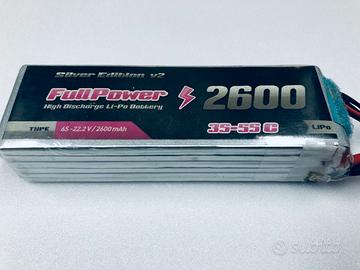 Silver Edition v2
FullPower 2600
High Discharge Li-Po Battery
35-55 C
TYPE 6S -22.2 V / 2600 mAh LiPo
subito